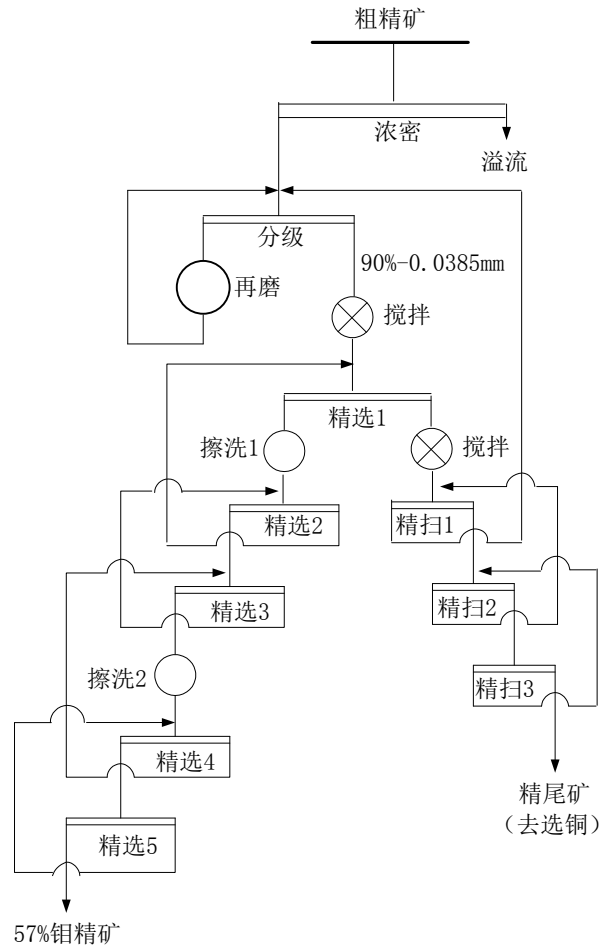 粗精矿
浓密
溢流
分级
90%-0.0385mm
再磨
搅拌
精选1
擦洗1
搅拌
精选2
精扫1
精选3
精扫2
擦洗2
精扫3
精选4
精尾矿
(去选铜)
精选5
57%钼精矿